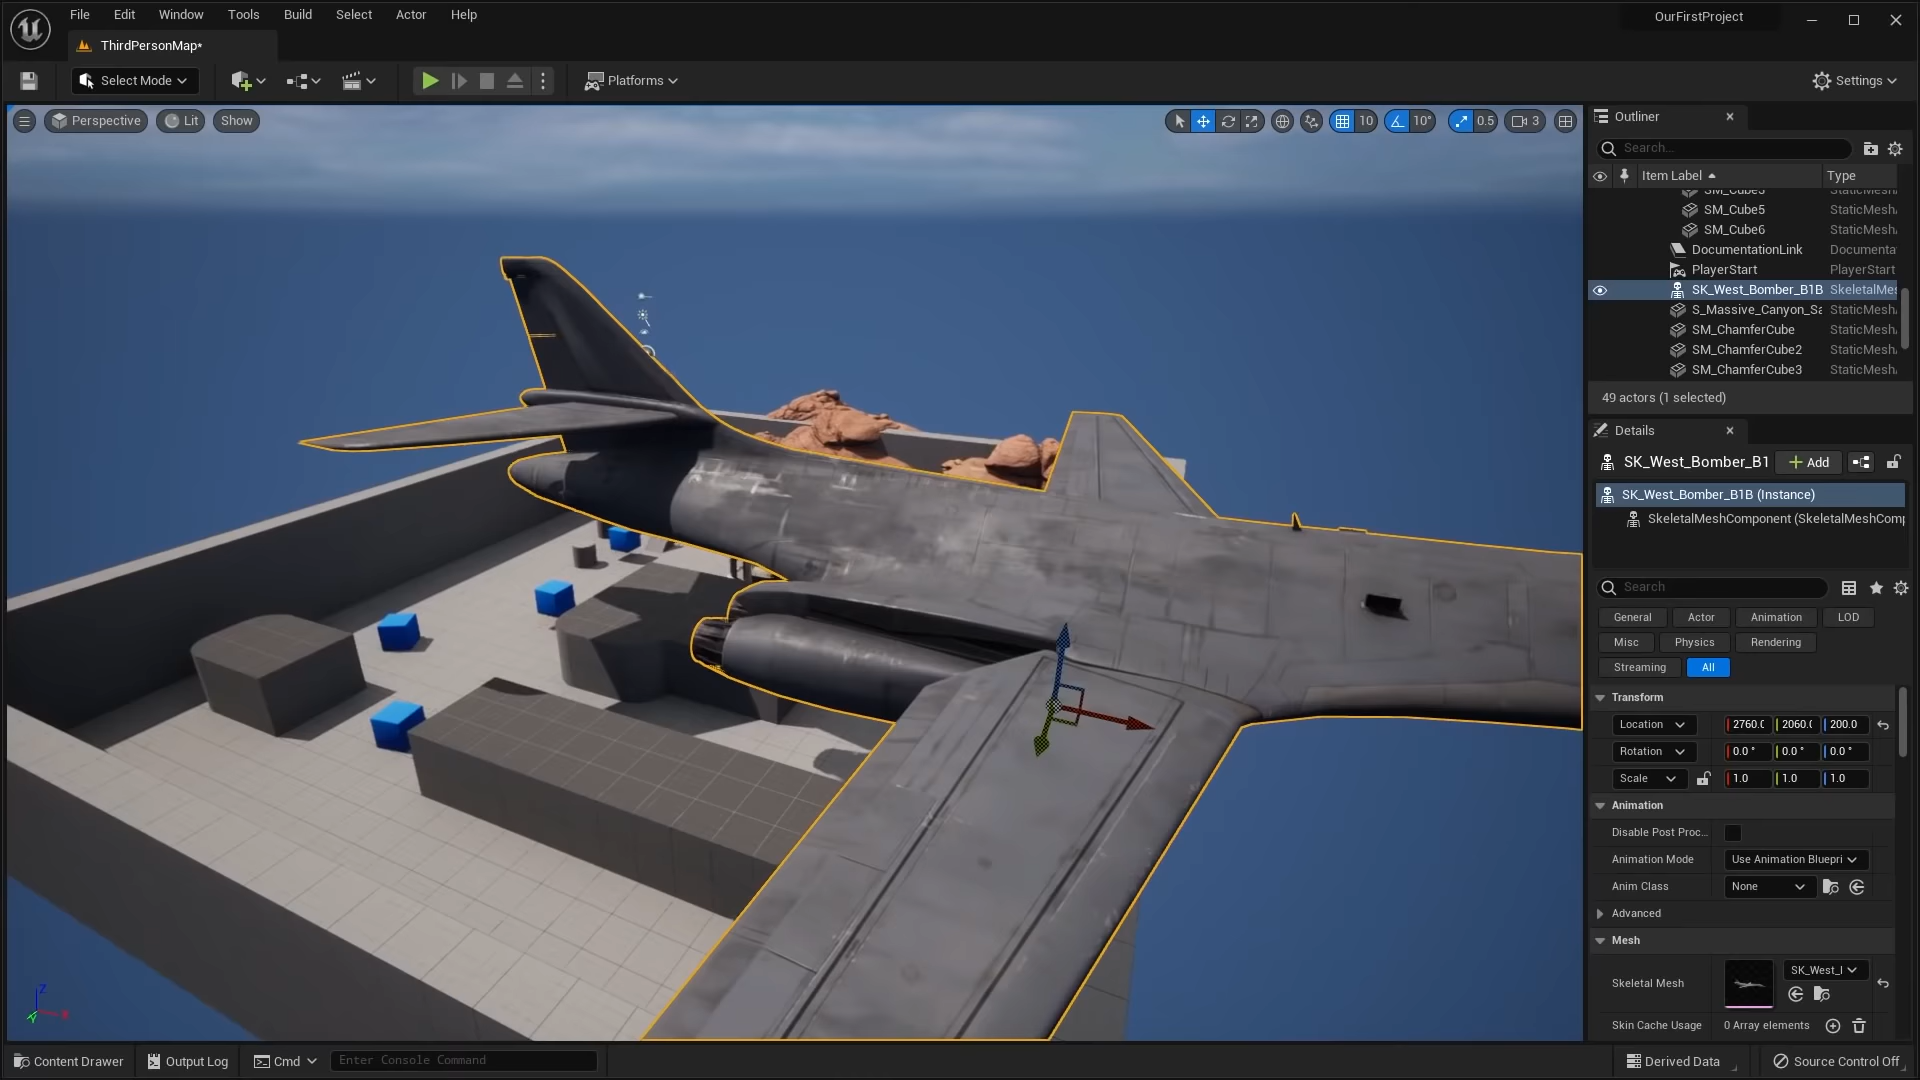 File Edit Window Tools Build Select Actor Help
OurFirstProject
ThirdPersonMap*
Select Mode
Platforms
Settings
Perspective Lit Show
10 10° 0.5 3
Outliner
Search...
Item Label Type
SM_Cube5 StaticMesh
SM_Cube6 StaticMesh
DocumentationLink Documenta
PlayerStart PlayerStart
SK_West_Bomber_B1B SkeletalMes
S_Massive_Canyon_Sa StaticMesh
SM_ChamferCube StaticMesh
SM_ChamferCube2 StaticMesh
SM_ChamferCube3 StaticMesh
49 actors (1 selected)
Details
SK_West_Bomber_B1 + Add
SK_West_Bomber_B1B (Instance)
SkeletalMeshComponent (SkeletalMeshComp
Search
General Actor Animation LOD
Misc Physics Rendering
Streaming All
Transform
Location 2760.0 2060.0 200.0
Rotation 0.0° 0.0° 0.0°
Scale 1.0 1.0 1.0
Animation
Disable Post Proc...
Animation Mode Use Animation Bluepri
Anim Class None
Advanced
Mesh
Skeletal Mesh SK_West_
Skin Cache Usage 0 Array elements
Z
X
Y
Content Drawer Output Log Cmd Enter Console Command
Derived Data Source Control Off